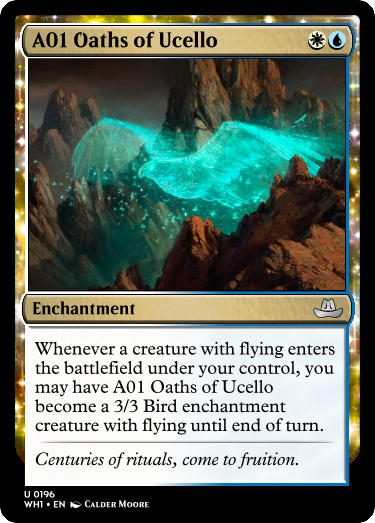 A01 Oaths of Ucello
Enchantment
Whenever a creature with flying enters
the battlefield under your control, you
may have A01 Oaths of Ucello
become a 3/3 Bird enchantment
creature with flying until end of turn.
Centuries of rituals, come to fruition.
U 0196
WH1 • EN Calder Moore